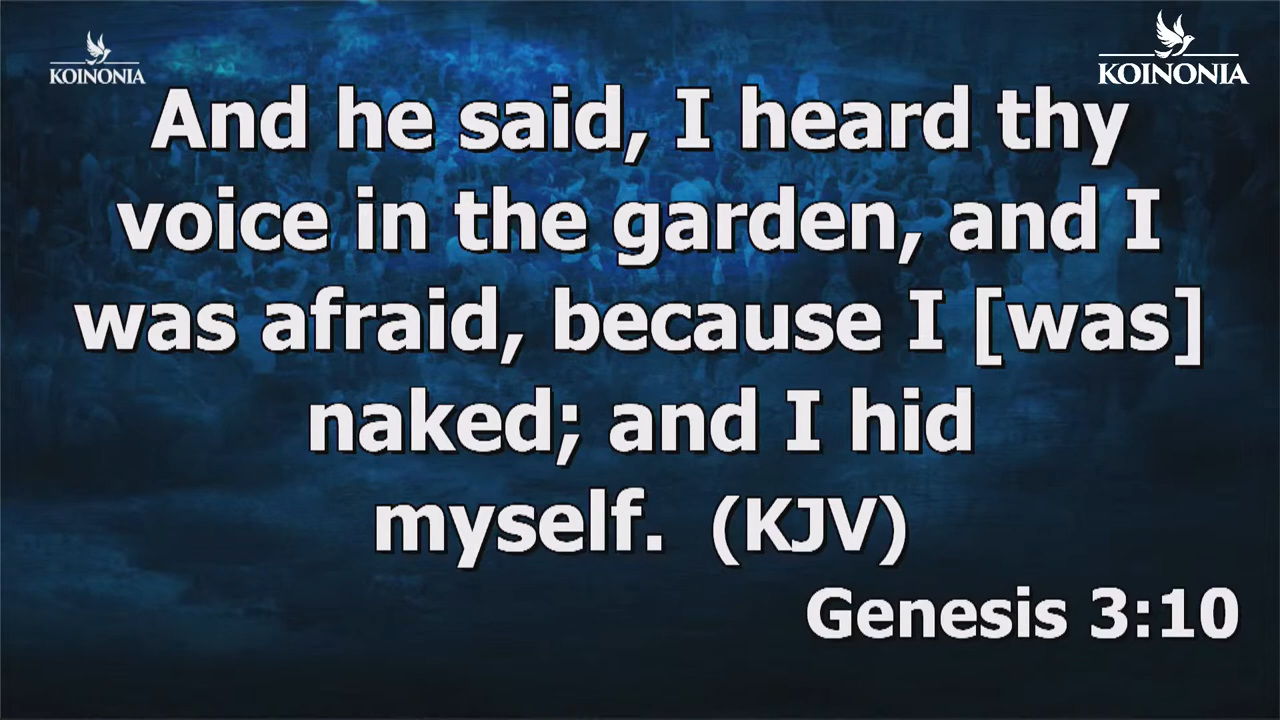 KOINONIA
KOINONIA
And he said, I heard thy
voice in the garden, and I
was afraid, because I [was]
naked; and I hid
myself. (KJV)
Genesis 3:10